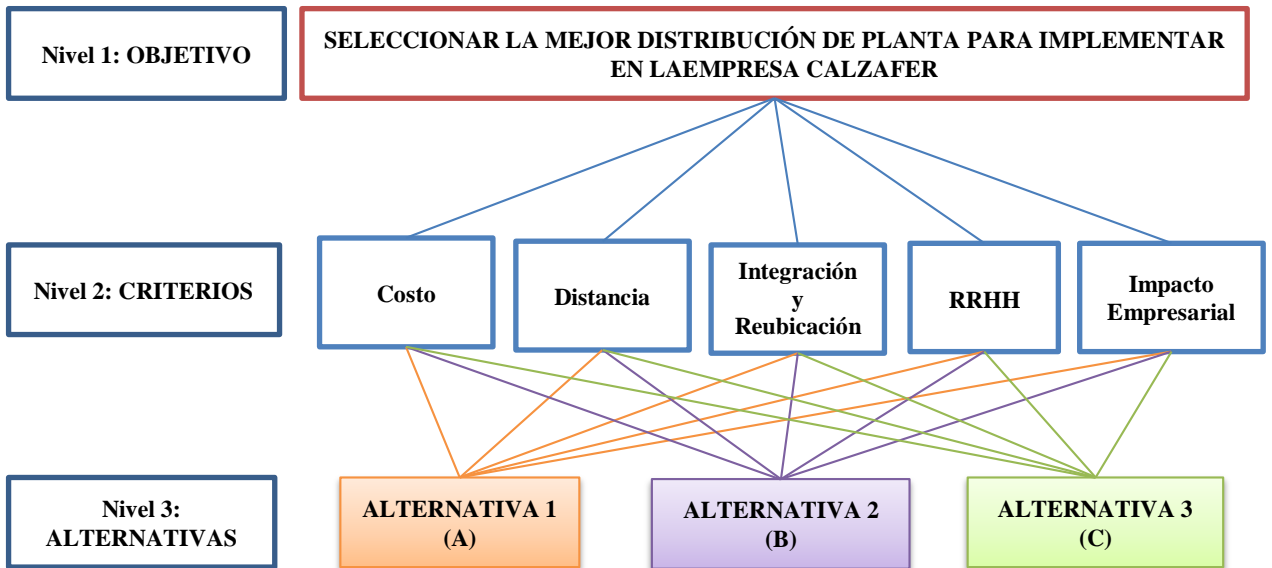 Nivel 1: OBJETIVO
SELECCIONAR LA MEJOR DISTRIBUCIÓN DE PLANTA PARA IMPLEMENTAR
EN LAEMPRESA CALZAFER
Nivel 2: CRITERIOS
Costo
Distancia
Integración
y
Reubicación
RRHH
Impacto
Empresarial
Nivel 3:
ALTERNATIVAS
ALTERNATIVA 1
(A)
ALTERNATIVA 2
(B)
ALTERNATIVA 3
(C)